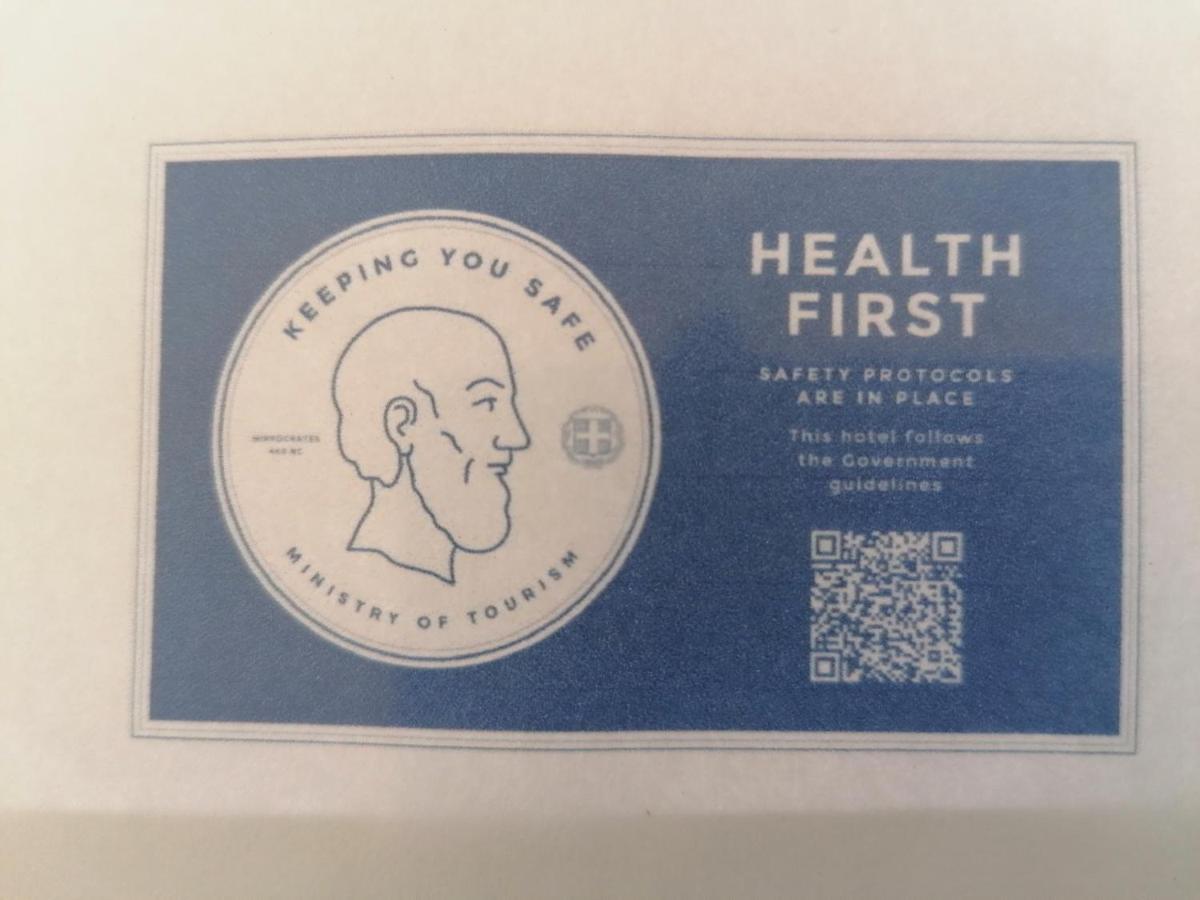 KEEPING YOU SAFE
HIPPOCRATES
460 BC
MINISTRY OF TOURISM
HEALTH
FIRST
SAFETY PROTOCOLS
ARE IN PLACE
This hotel follows
the Government
guidelines